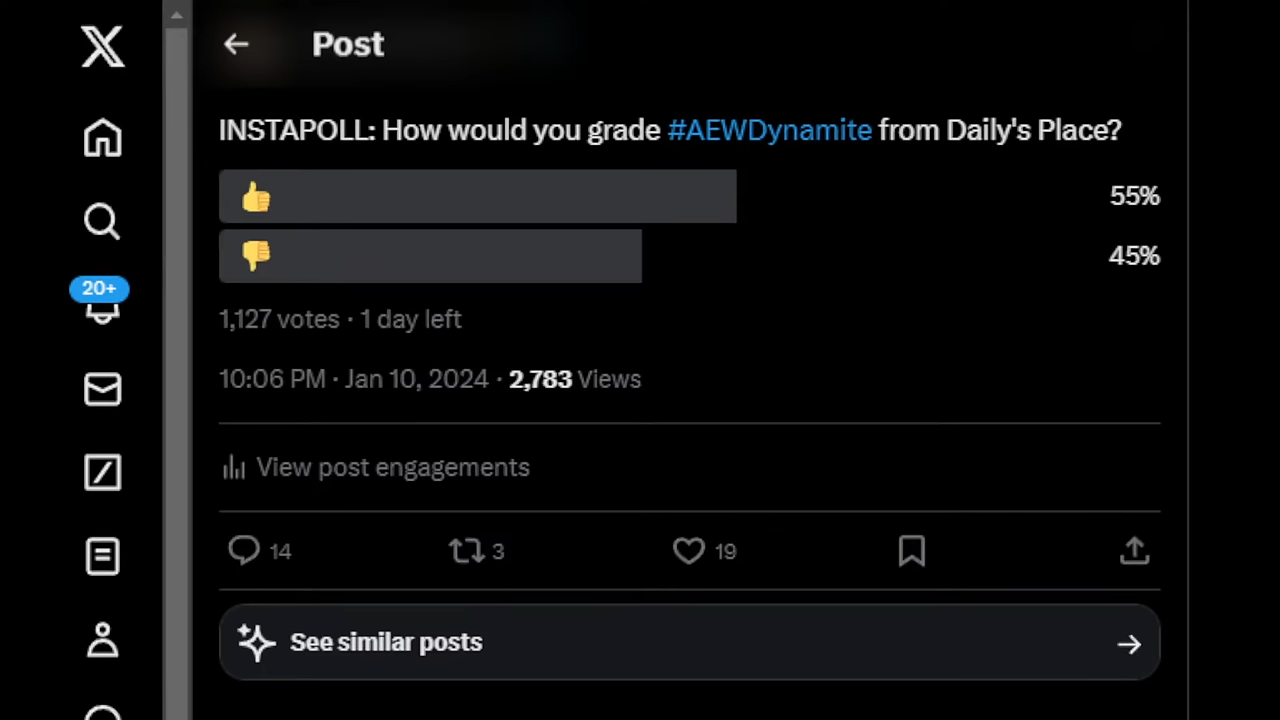 Post
INSTAPOLL: How would you grade #AEWDynamite from Daily's Place?
👍 55%
👎 45%
20+
1,127 votes · 1 day left
10:06 PM · Jan 10, 2024 · 2,783 Views
View post engagements
14 3 19
See similar posts